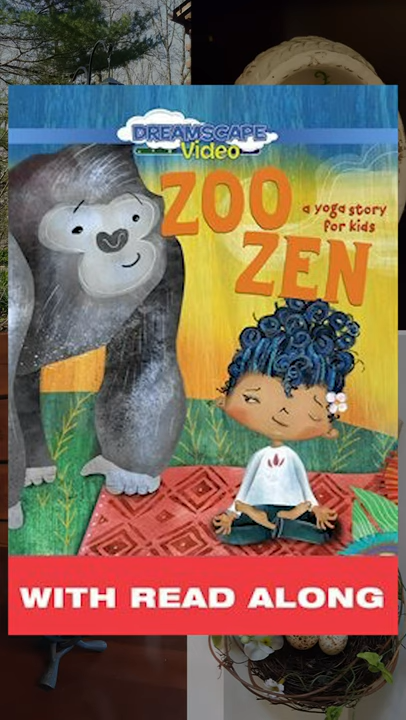 DREAMSCAPE
Video
ZOO
a yoga story
for kids
ZEN
WITH READ ALONG